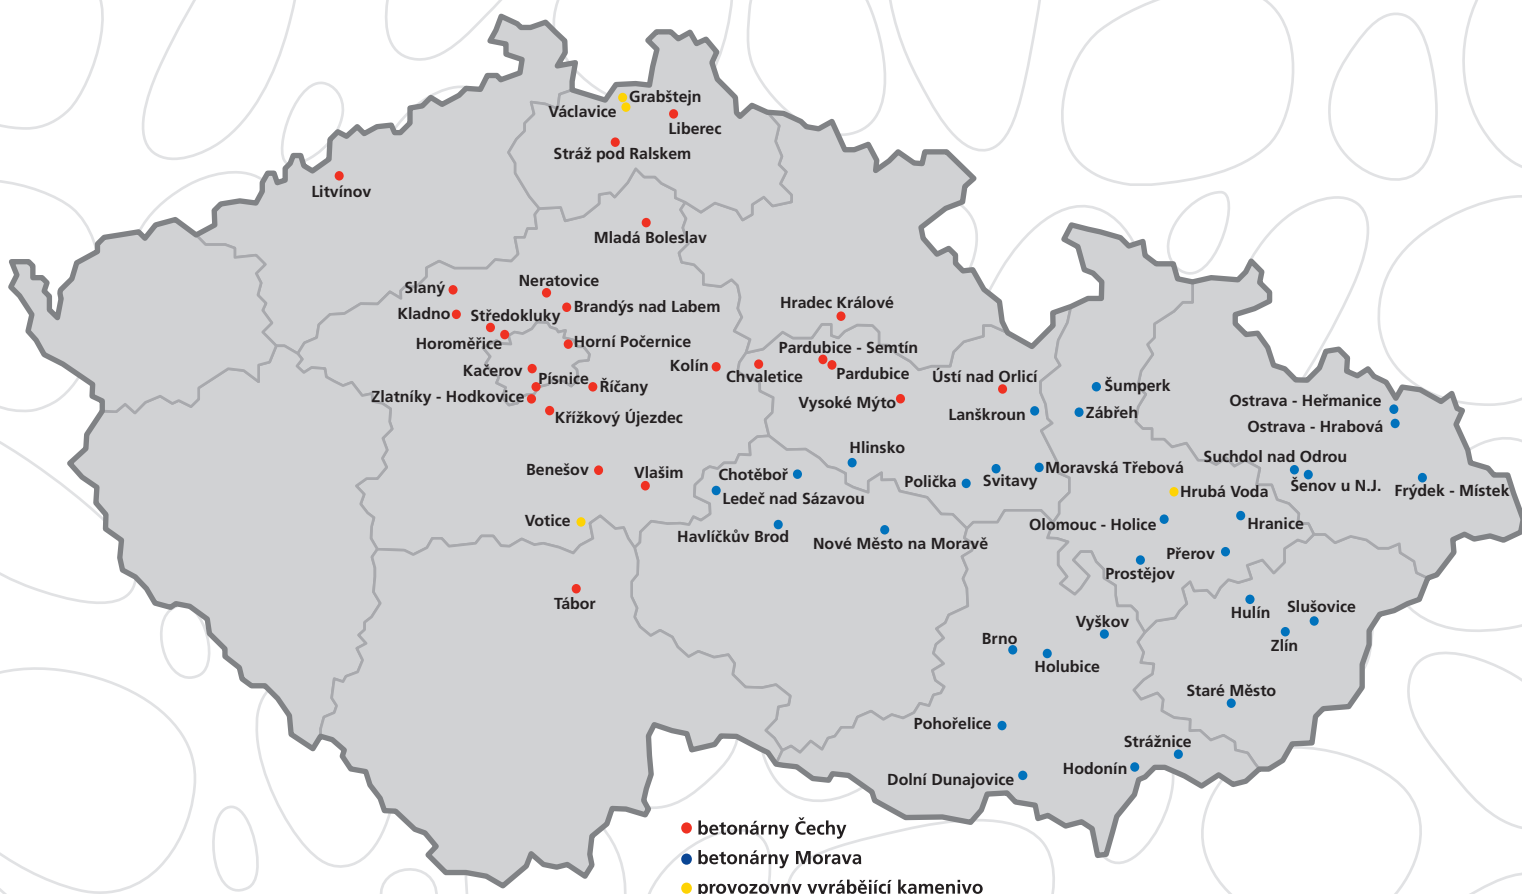 Grabštejn
Václavice
Liberec
Stráž pod Ralskem
Litvínov
Mladá Boleslav
Neratovice
Slaný
Brandýs nad Labem
Hradec Králové
Kladno
Středokluky
Horoměřice
Horní Počernice
Pardubice - Semtín
Kolín
Chvaletice
Pardubice
Kačerov
Písnice
Říčany
Ústí nad Orlicí
Šumperk
Zlatníky - Hodkovice
Vysoké Mýto
Ostrava - Heřmanice
Křížkový Újezdec
Lanškroun
Zábřeh
Ostrava - Hrabová
Hlinsko
Suchdol nad Odrou
Benešov
Vlašim
Chotěboř
Moravská Třebová
Polička
Svitavy
Šenov u N.J.
Frýdek - Místek
Ledeč nad Sázavou
Hrubá Voda
Votice
Olomouc - Holice
Hranice
Havlíčkův Brod
Nové Město na Moravě
Přerov
Prostějov
Tábor
Hulín
Slušovice
Vyškov
Brno
Zlín
Holubice
Staré Město
Pohořelice
Strážnice
Hodonín
Dolní Dunajovice
betonárny Čechy
betonárny Morava
provozovny vyrábějící kamenivo